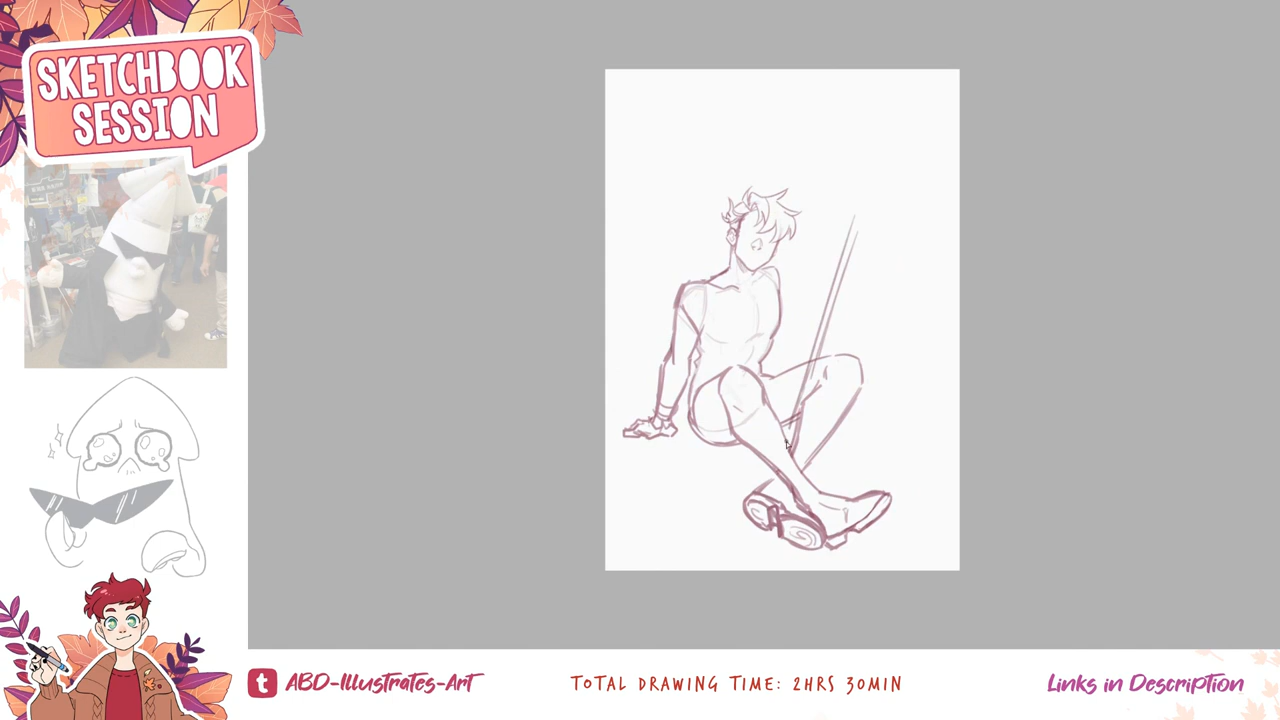 SKETCHBOOK
SESSION
t ABD-Illustrates-Art
TOTAL DRAWING TIME: 2HRS 30MIN
Links in Description